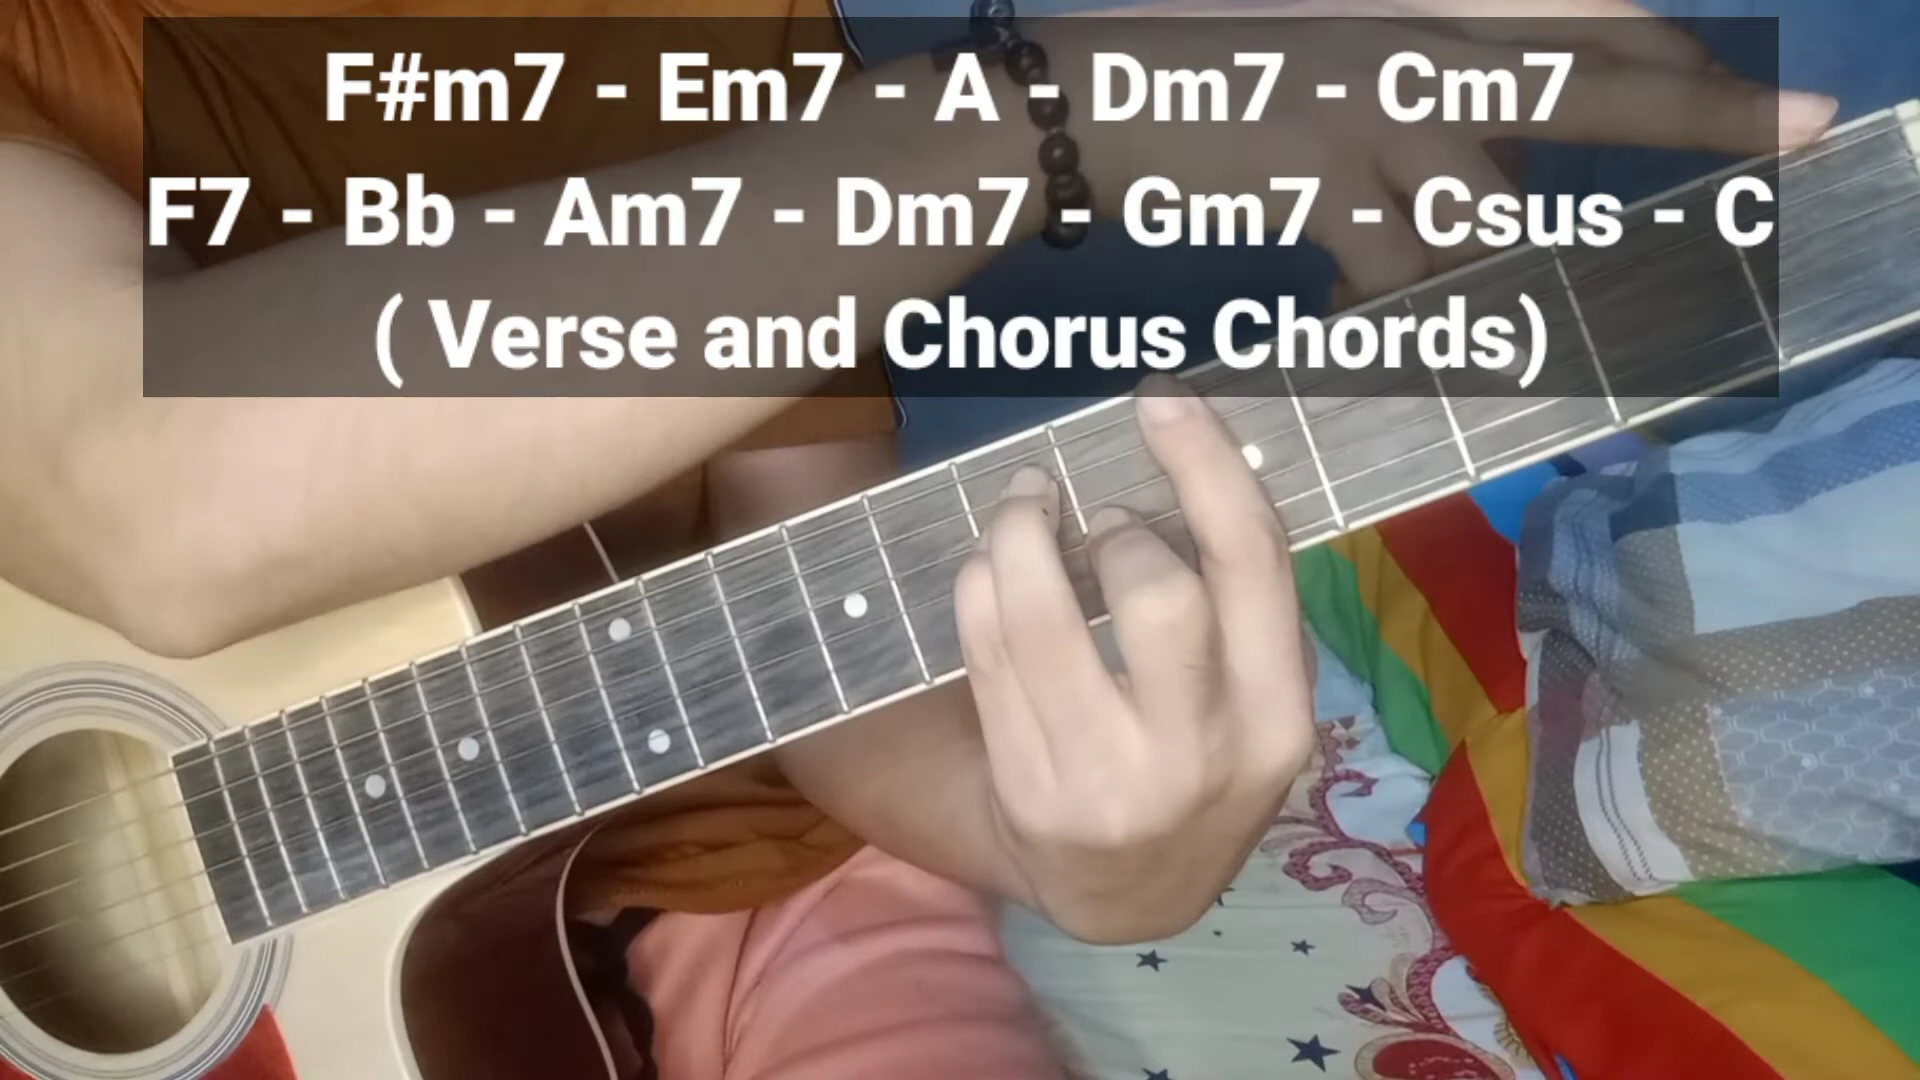 F#m7 - Em7 - A - Dm7 - Cm7
F7 - Bb - Am7 - Dm7 - Gm7 - Csus - C
( Verse and Chorus Chords)